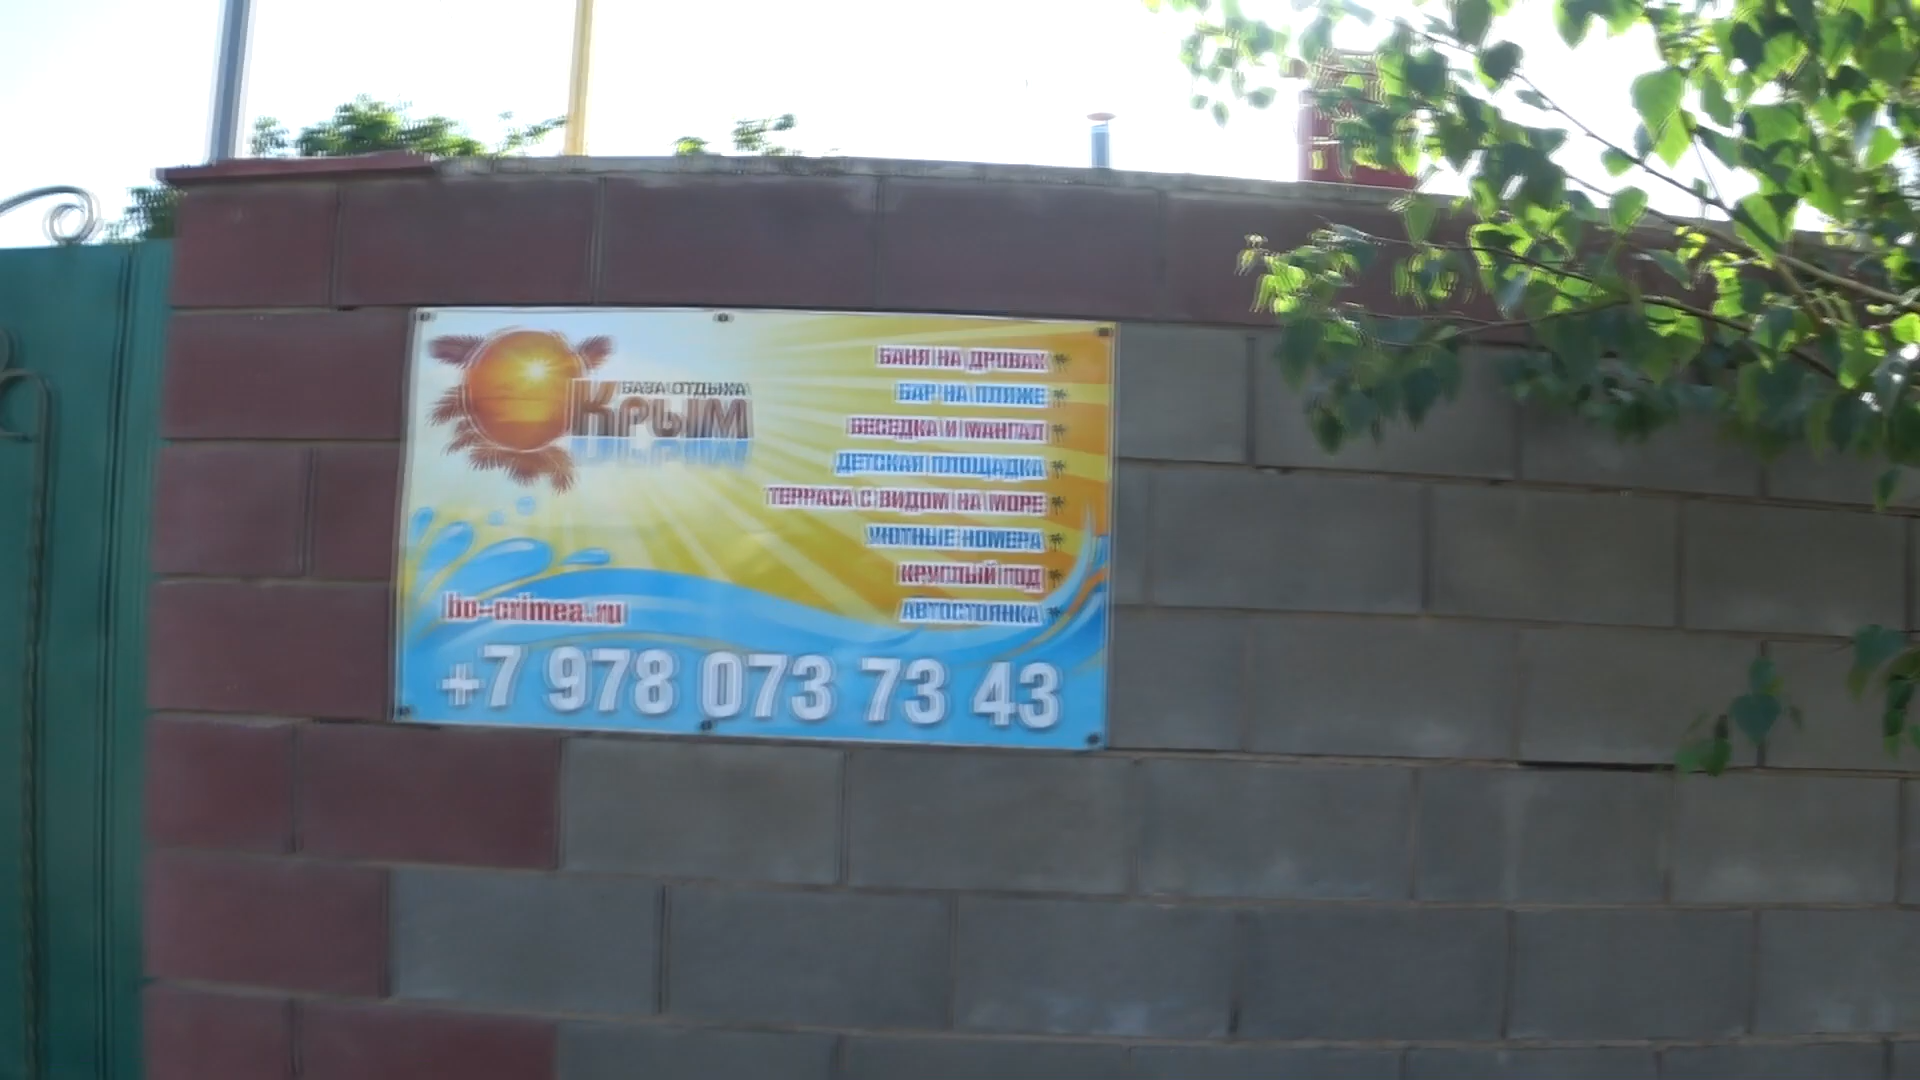 БАЗА ОТДЫХА
КРЫМ
БАНЯ НА ДРОВАХ
БАР НА ПЛЯЖЕ
БЕСЕДКА И МАНГАЛ
ДЕТСКАЯ ПЛОЩАДКА
ТЕРРАСА С ВИДОМ НА МОРЕ
УЮТНЫЕ НОМЕРА
КРУГЛЫЙ ГОД
АВТОСТОЯНКА
bo-crimea.ru
+7 978 073 73 43